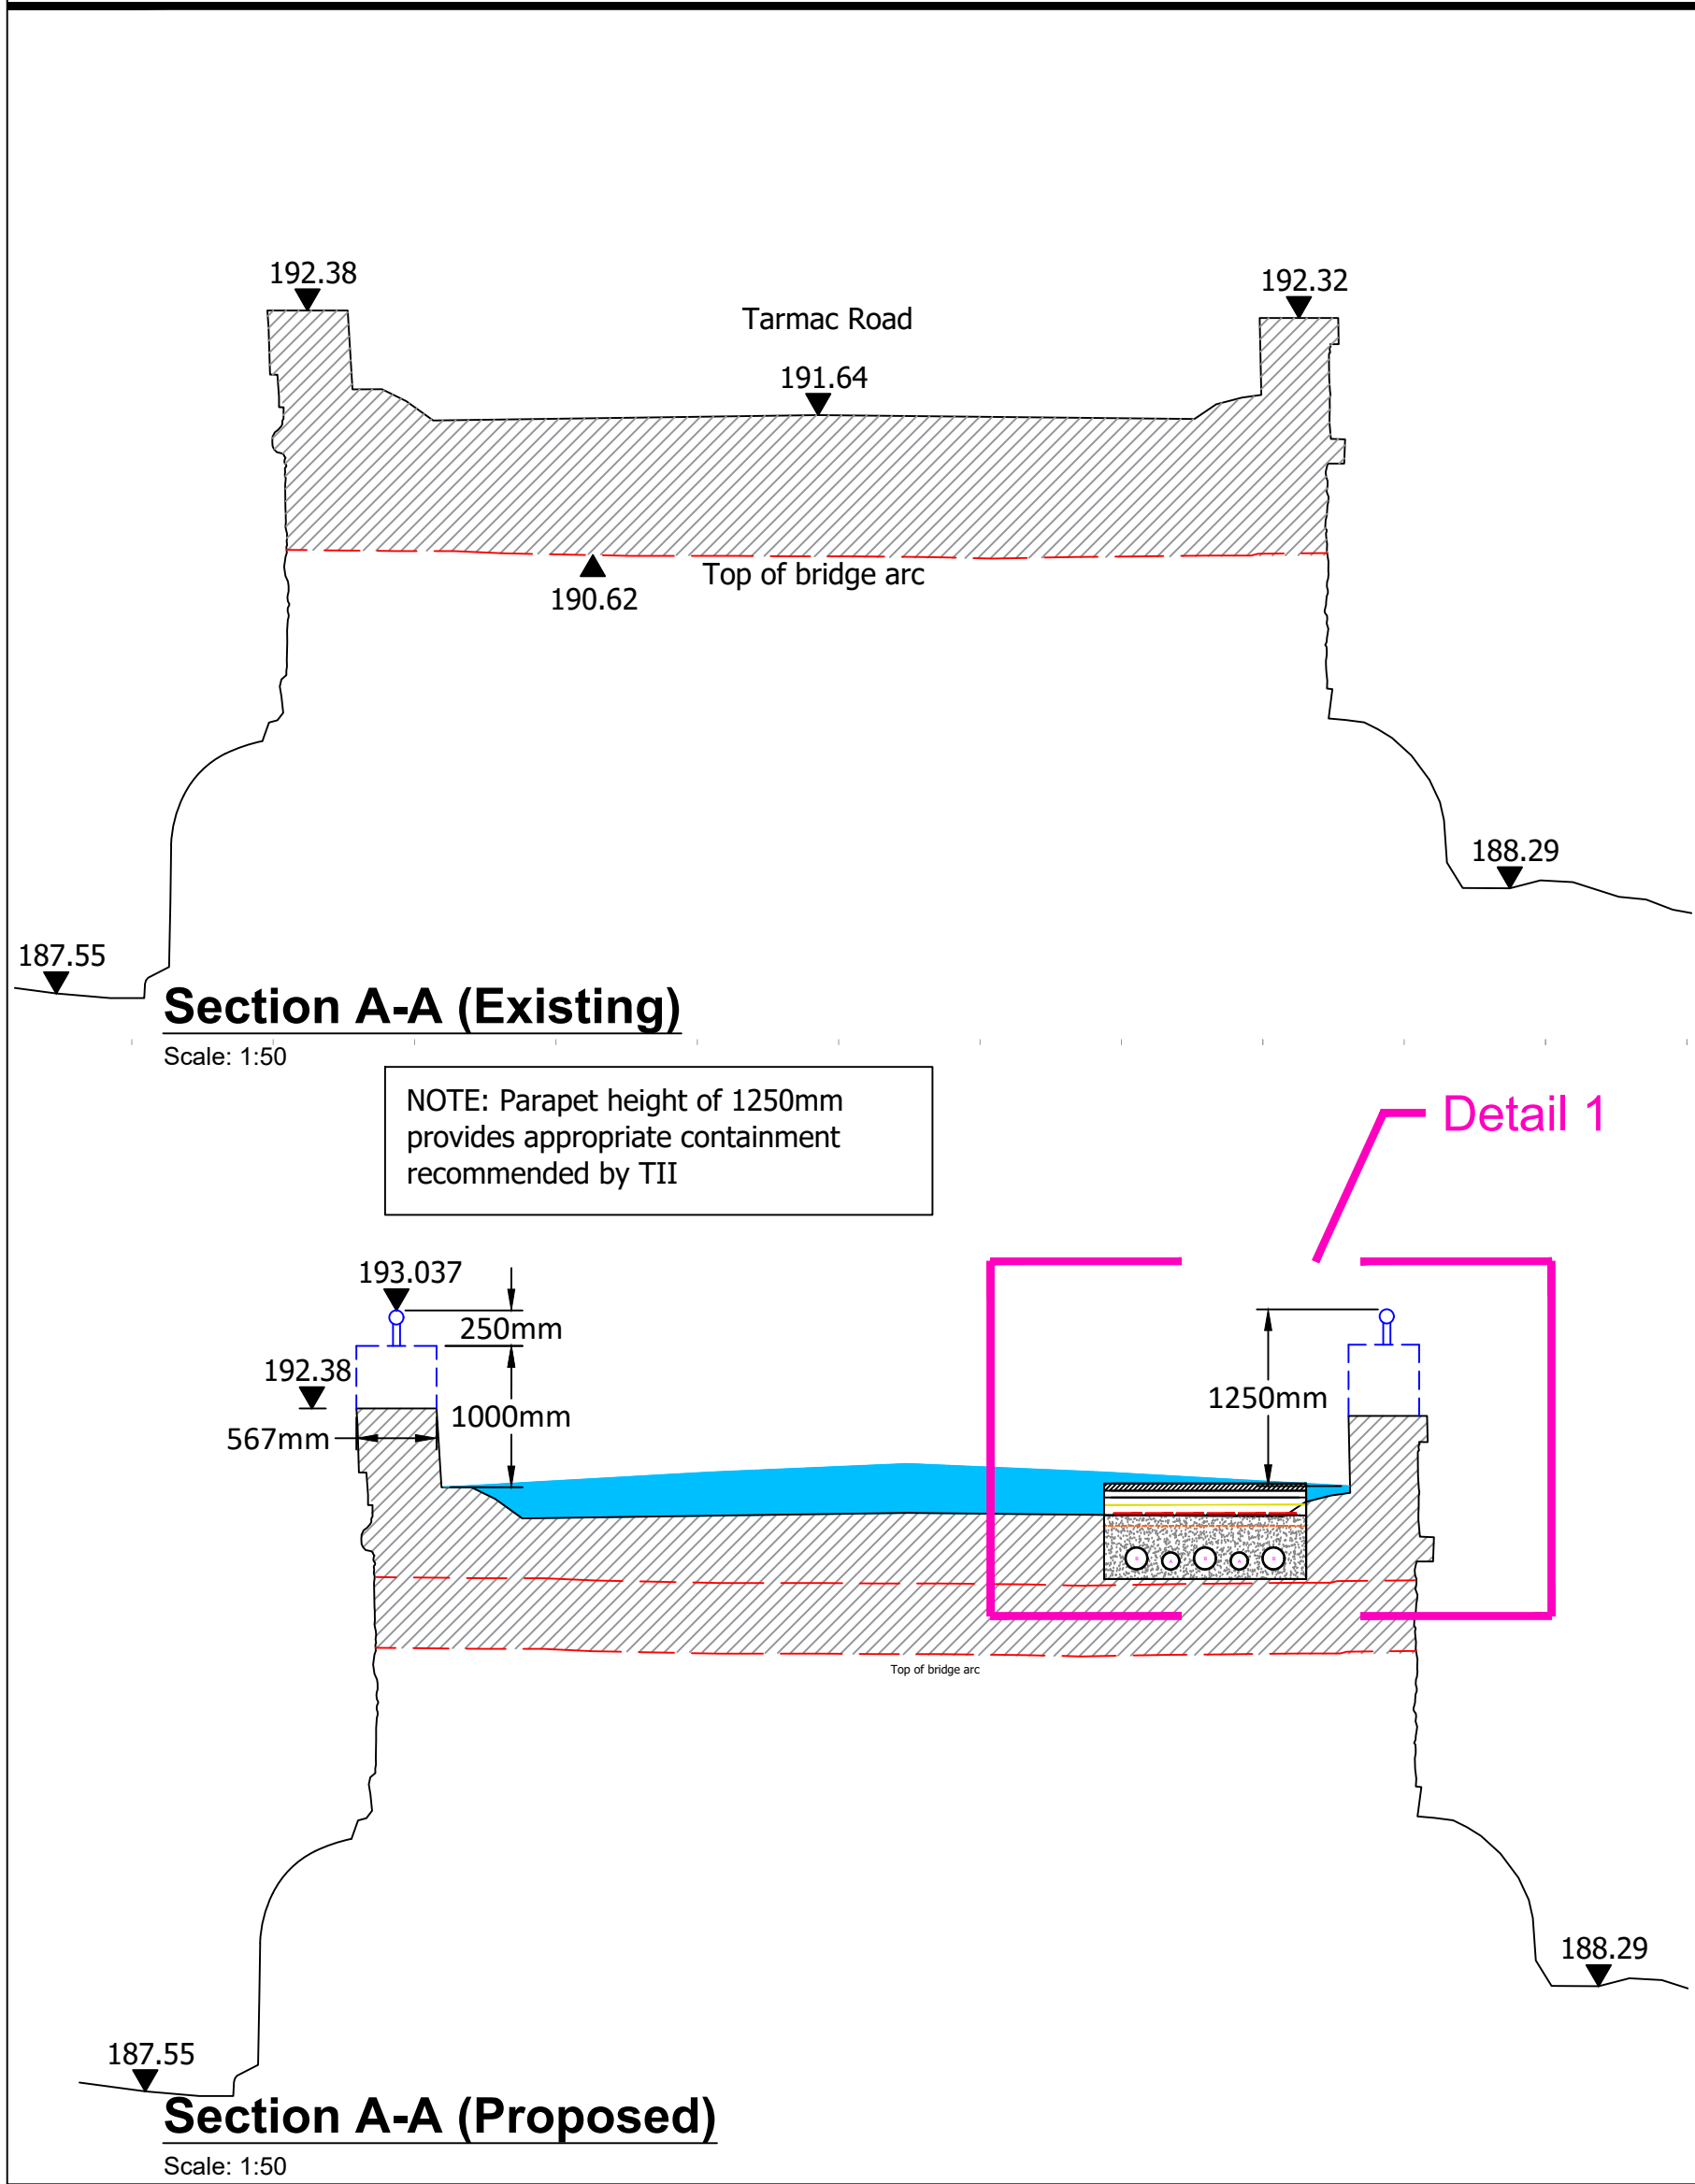 192.38
192.32
Tarmac Road
191.64
Top of bridge arc
190.62
188.29
187.55
Section A-A (Existing)
Scale: 1:50
NOTE: Parapet height of 1250mm
provides appropriate containment
recommended by TII
Detail 1
193.037
250mm
192.38
1000mm
567mm
1250mm
Top of bridge arc
188.29
187.55
Section A-A (Proposed)
Scale: 1:50